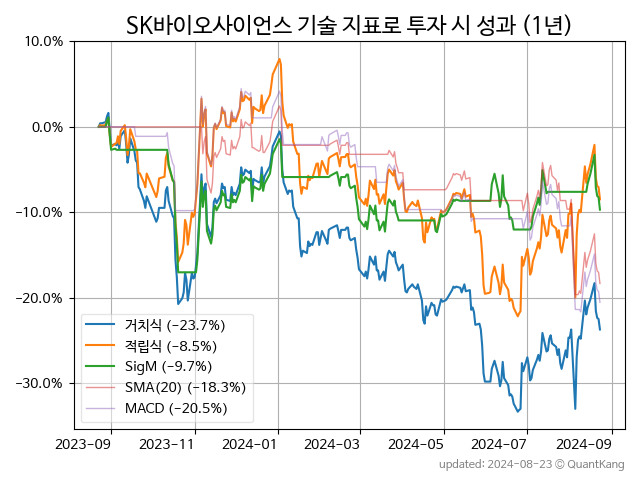 SK바이오사이언스 기술 지표로 투자 시 성과 (1년)
10.0%
0.0%
−10.0%
−20.0%
−30.0%
거치식 (−23.7%)
적립식 (−8.5%)
SigM (−9.7%)
SMA(20) (−18.3%)
MACD (−20.5%)
2023-09
2023-11
2024-01
2024-03
2024-05
2024-07
2024-09
updated: 2024-08-23 © QuantKang